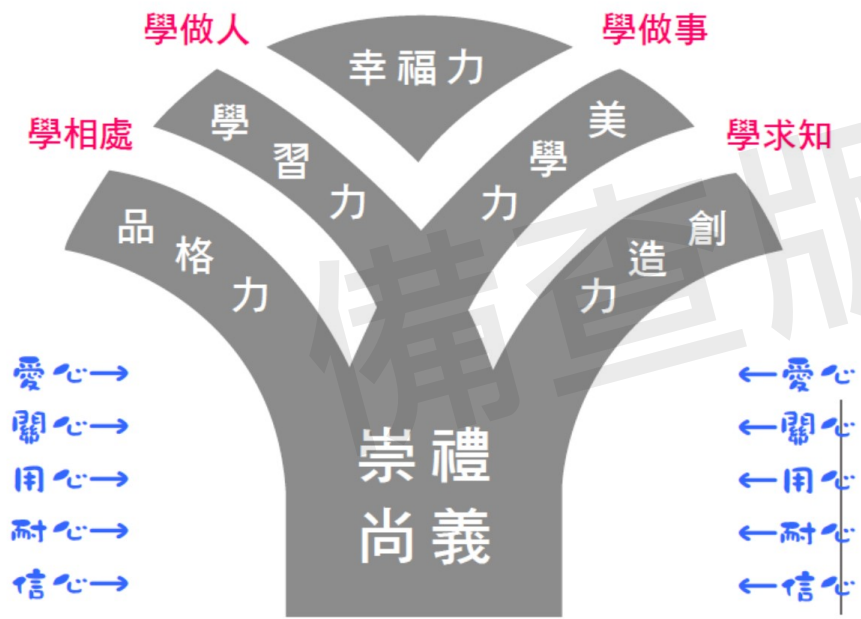 學做人
學做事
幸福力
學相處
學求知
學習力
美學力
品格力
創造力
愛心→
關心→
用心→
耐心→
信心→
崇禮
尚義
←愛心
←關心
←用心
←耐心
←信心
備查版